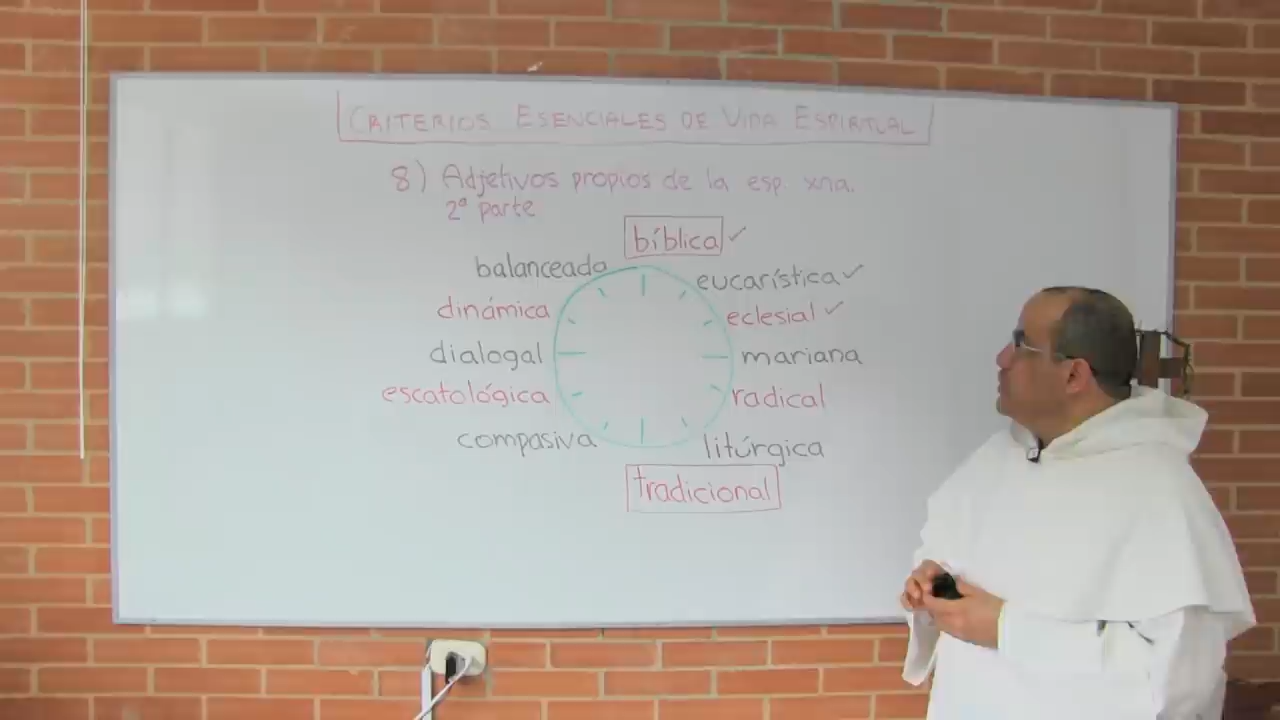 CRITERIOS ESENCIALES DE VIDA ESPIRITUAL
8) Adjetivos propios de la esp. xna.
2ª parte
bíblica ✓
eucarística ✓
eclesial ✓
mariana
radical
litúrgica
tradicional
compasiva
escatológica
dialogal
dinámica
balanceada